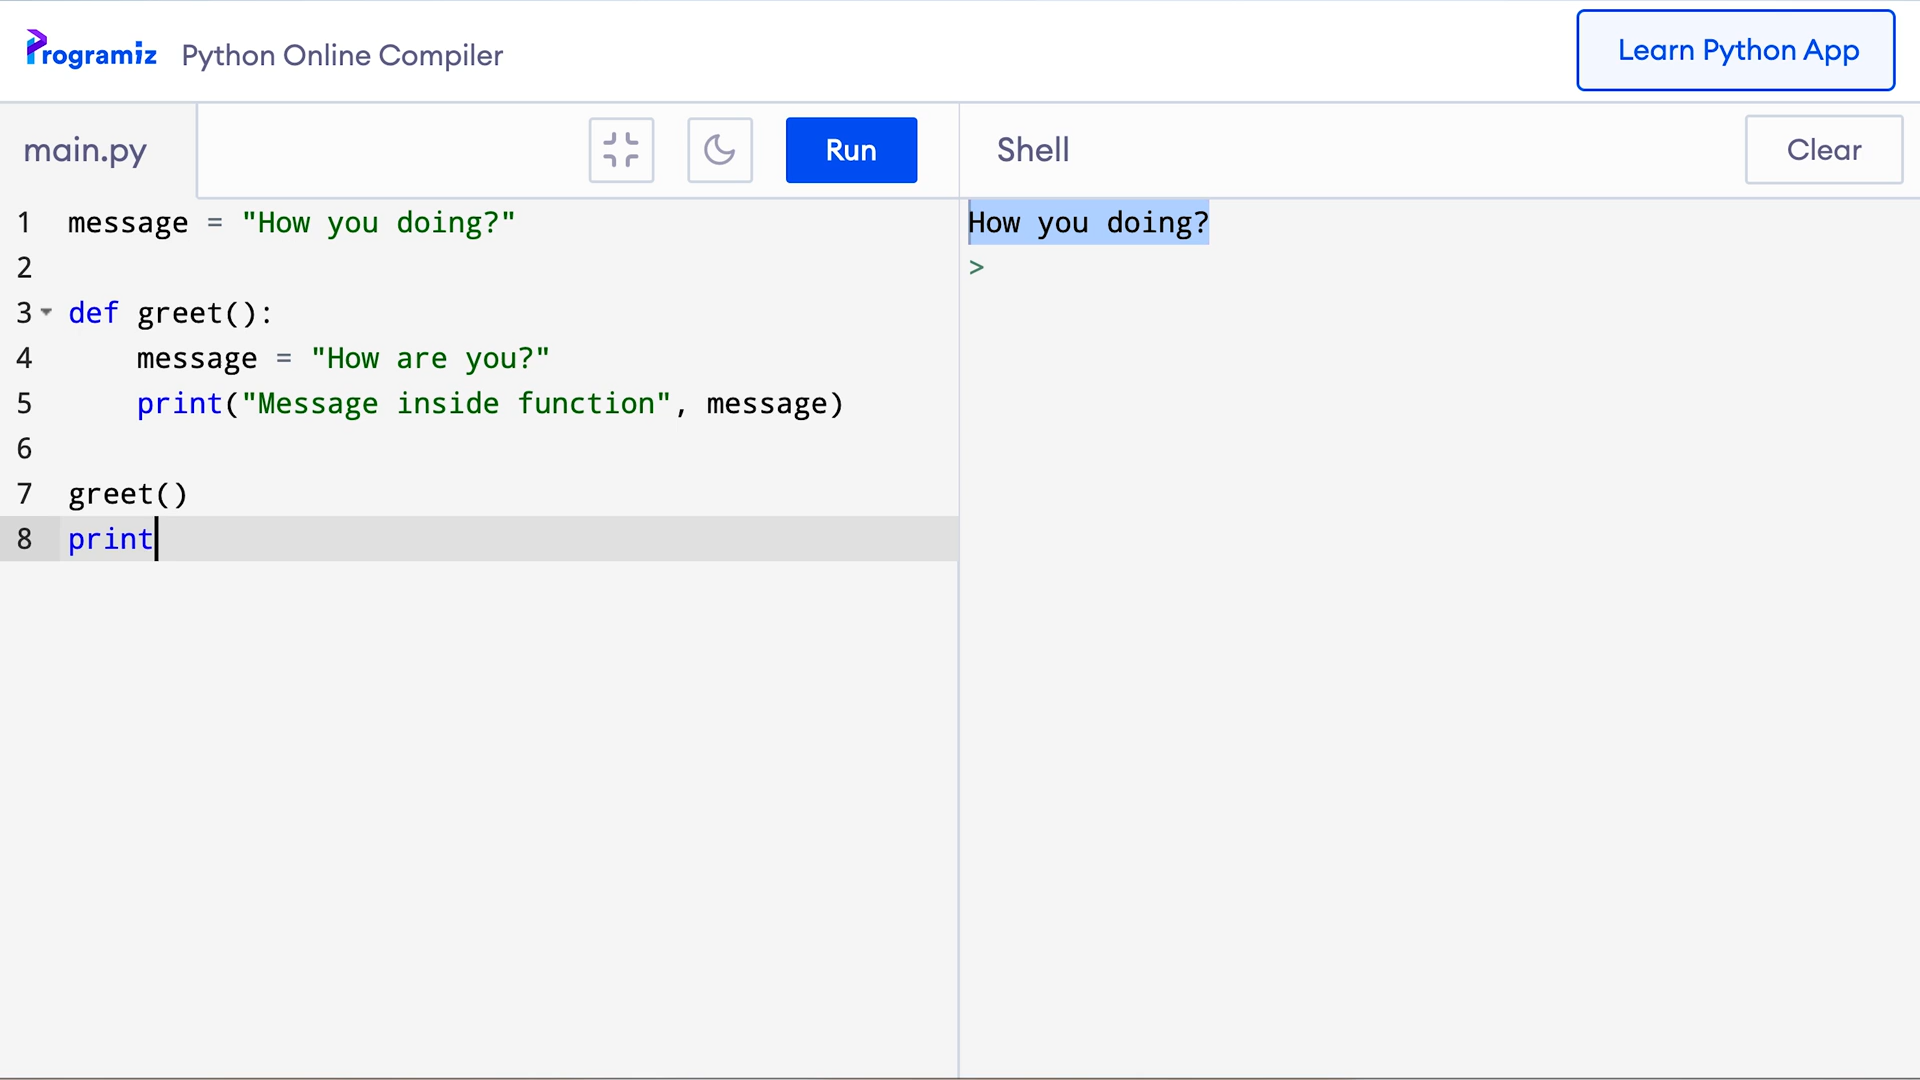 Programiz Python Online Compiler Learn Python App
main.py Run Shell Clear
1 message = "How you doing?"
2
3 def greet():
4     message = "How are you?"
5     print("Message inside function", message)
6
7 greet()
8 print
How you doing?
>